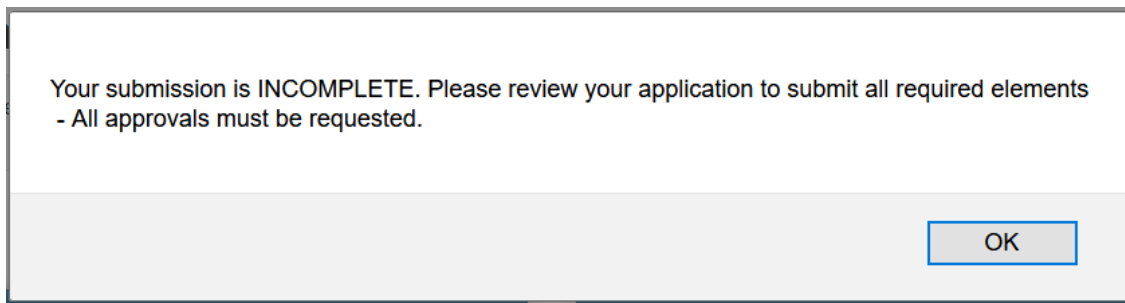 Your submission is INCOMPLETE. Please review your application to submit all required elements
- All approvals must be requested.
OK